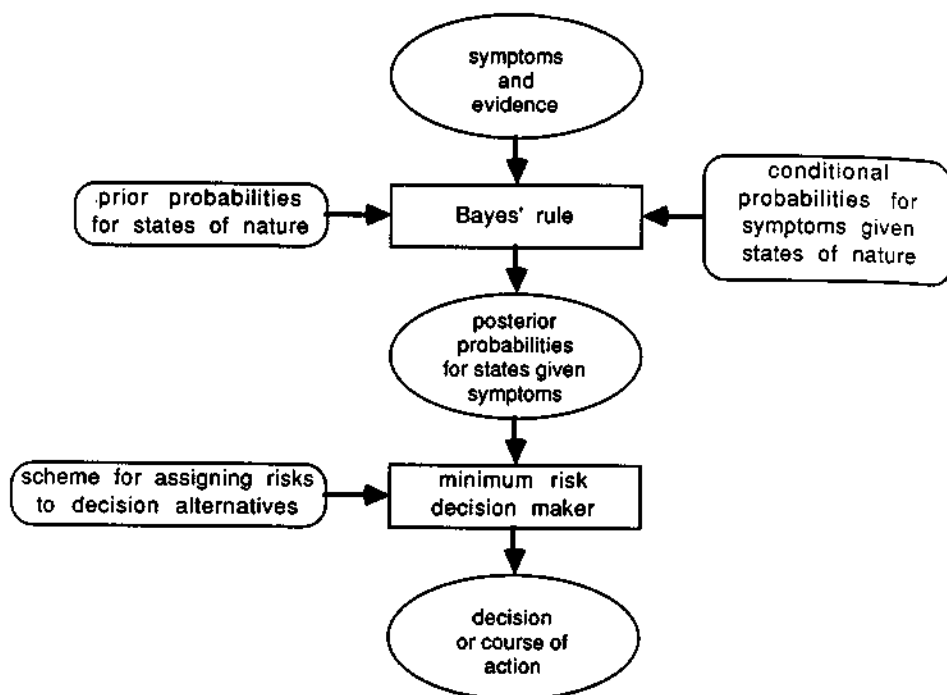 symptoms
and
evidence
prior probabilities
for states of nature
Bayes' rule
conditional
probabilities for
symptoms given
states of nature
posterior
probabilities
for states given
symptoms
scheme for assigning risks
to decision alternatives
minimum risk
decision maker
decision
or course of
action